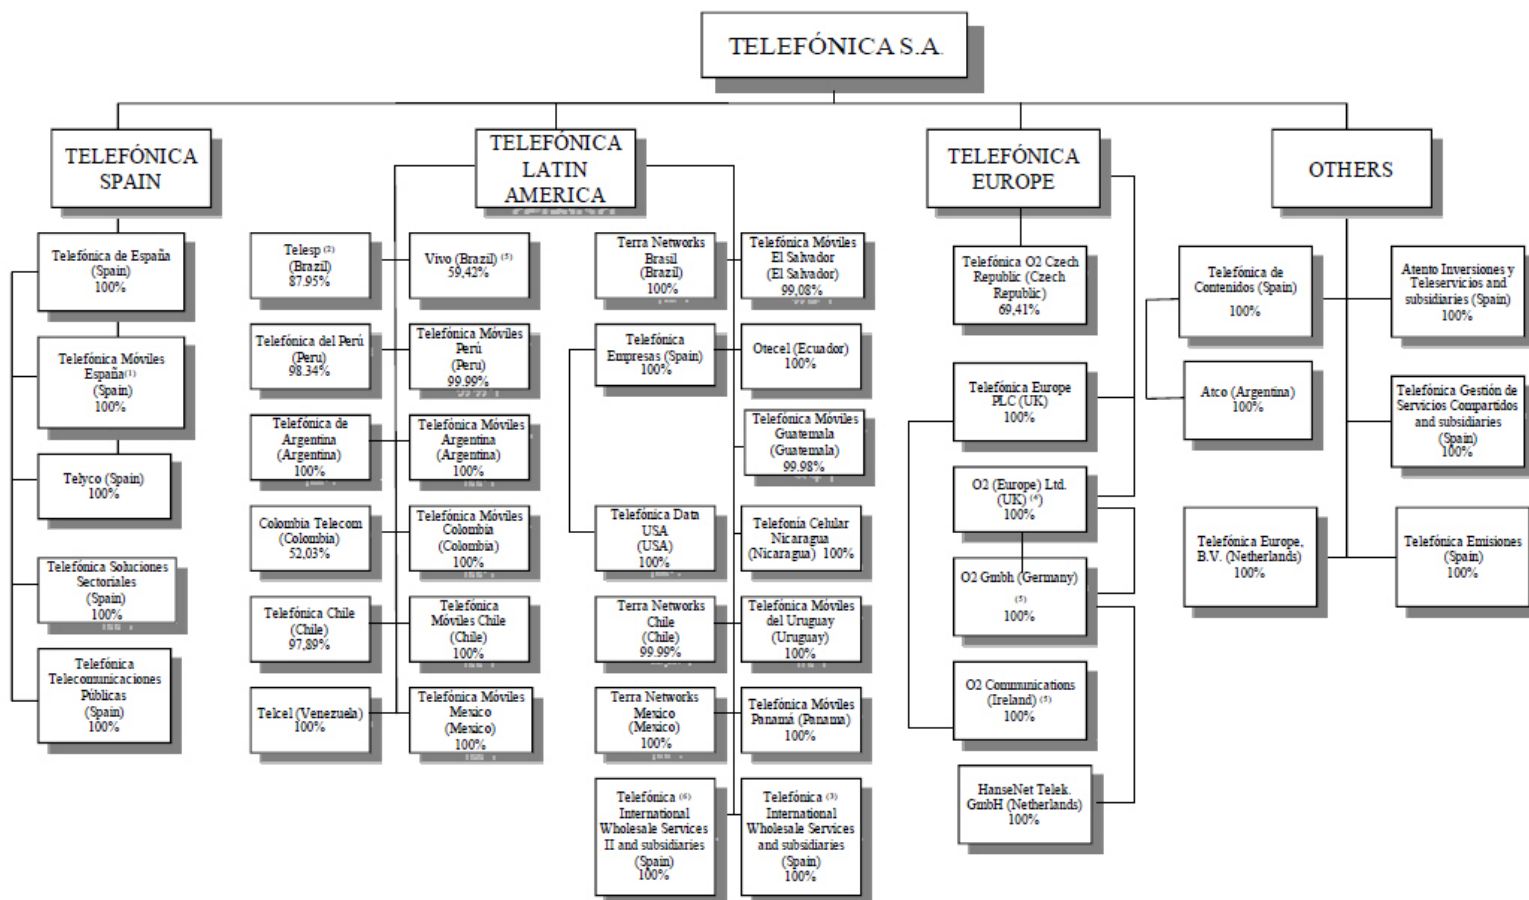 TELEFÓNICA S.A.
TELEFÓNICA
SPAIN
TELEFÓNICA
LATIN
AMERICA
TELEFÓNICA
EUROPE
OTHERS
Telefónica de España
(Spain)
100%
Telefónica Móviles
España(1)
(Spain)
100%
Telyco (Spain)
100%
Telefónica Soluciones
Sectoriales
(Spain)
100%
Telefónica
Telecomunicaciones
Públicas
(Spain)
100%
Telesp (2)
(Brazil)
87.95%
Vivo (Brazil) (5)
59,42%
Telefónica del Perú
(Peru)
98.34%
Telefónica Móviles
Perú
(Peru)
99.99%
Telefónica de
Argentina
(Argentina)
100%
Telefónica Móviles
Argentina
(Argentina)
100%
Colombia Telecom
(Colombia)
52,03%
Telefónica Móviles
Colombia
(Colombia)
100%
Telefónica Chile
(Chile)
97,89%
Telefónica
Móviles Chile
(Chile)
100%
Telcel (Venezuela)
100%
Telefónica Móviles
Mexico
(Mexico)
100%
Terra Networks
Brasil
(Brazil)
100%
Telefónica Móviles
El Salvador
(El Salvador)
99,08%
Telefónica
Empresas (Spain)
100%
Otecel (Ecuador)
100%
Telefónica Móviles
Guatemala
(Guatemala)
99.98%
Telefónica Data
USA
(USA)
100%
Telefonía Celular
Nicaragua
(Nicaragua) 100%
Terra Networks
Chile
(Chile)
99.99%
Telefónica Móviles
del Uruguay
(Uruguay)
100%
Terra Networks
Mexico
(Mexico)
100%
Telefónica Móviles
Panamá (Panama)
100%
Telefónica (6)
International
Wholesale Services
II and subsidiaries
(Spain)
100%
Telefónica (3)
International
Wholesale Services
and subsidiaries
(Spain)
100%
Telefónica O2 Czech
Republic (Czech
Republic)
69,41%
Telefónica Europe
PLC (UK)
100%
O2 (Europe) Ltd.
(UK) (4)
100%
O2 Gmbh (Germany)
(5)
100%
O2 Communications
(Ireland) (5)
100%
HanseNet Telek.
GmbH (Netherlands)
100%
Telefónica de
Contenidos (Spain)
100%
Atento Inversiones y
Teleservicios and
subsidiaries (Spain)
100%
Atco (Argentina)
100%
Telefónica Gestión de
Servicios Compartidos
and subsidiaries
(Spain)
100%
Telefónica Europe,
B.V. (Netherlands)
100%
Telefónica Emisiones
(Spain)
100%